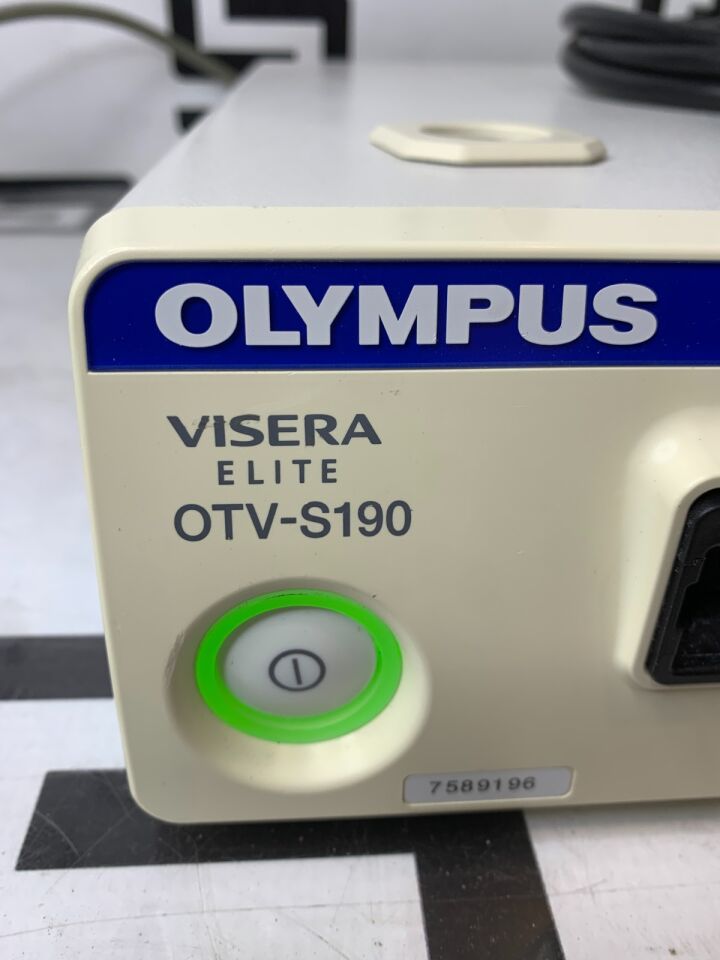 OLYMPUS
VISERA
ELITE
OTV-S190
7589196